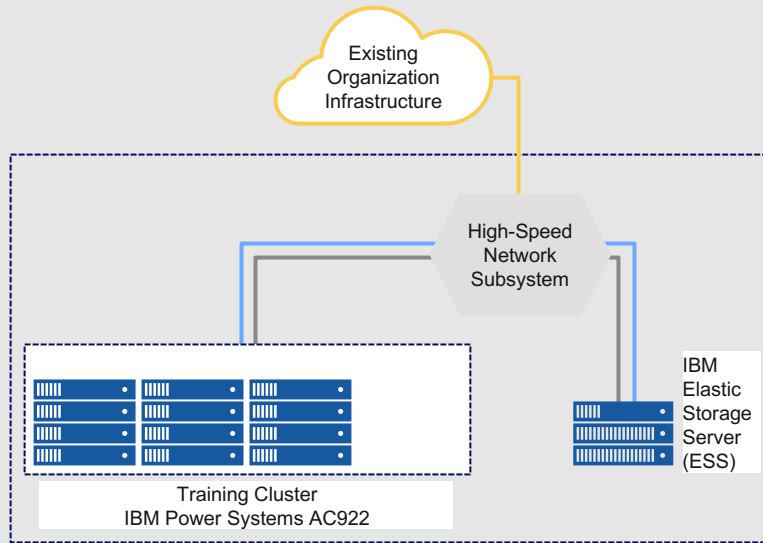 Existing
Organization
Infrastructure
High-Speed
Network
Subsystem
IBM
Elastic
Storage
Server
(ESS)
Training Cluster
IBM Power Systems AC922